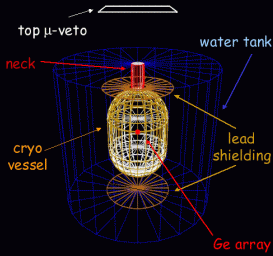 top μ-veto
water tank
neck
cryo
vessel
lead
shielding
Ge array